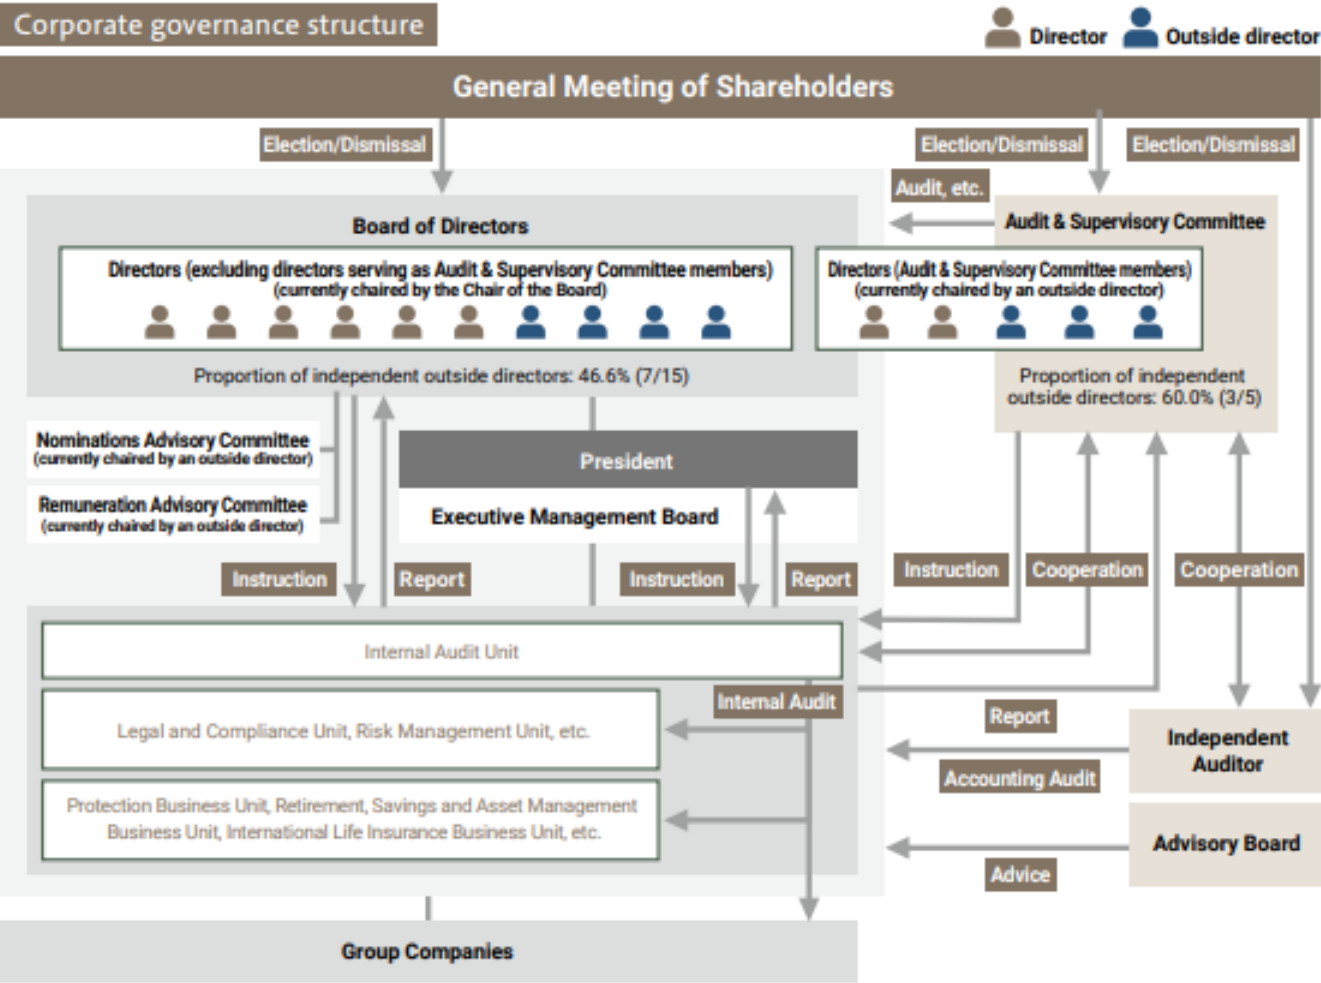 Corporate governance structure
Director
Outside director
General Meeting of Shareholders
Election/Dismissal
Election/Dismissal
Election/Dismissal
Audit, etc.
Board of Directors
Directors (excluding directors serving as Audit & Supervisory Committee members)
(currently chaired by the Chair of the Board)
Proportion of independent outside directors: 46.6% (7/15)
Audit & Supervisory Committee
Directors (Audit & Supervisory Committee members)
(currently chaired by an outside director)
Proportion of independent
outside directors: 60.0% (3/5)
Nominations Advisory Committee
(currently chaired by an outside director)
Remuneration Advisory Committee
(currently chaired by an outside director)
President
Executive Management Board
Instruction
Report
Instruction
Report
Instruction
Cooperation
Cooperation
Internal Audit Unit
Internal Audit
Legal and Compliance Unit, Risk Management Unit, etc.
Protection Business Unit, Retirement, Savings and Asset Management
Business Unit, International Life Insurance Business Unit, etc.
Report
Accounting Audit
Independent
Auditor
Advisory Board
Advice
Group Companies